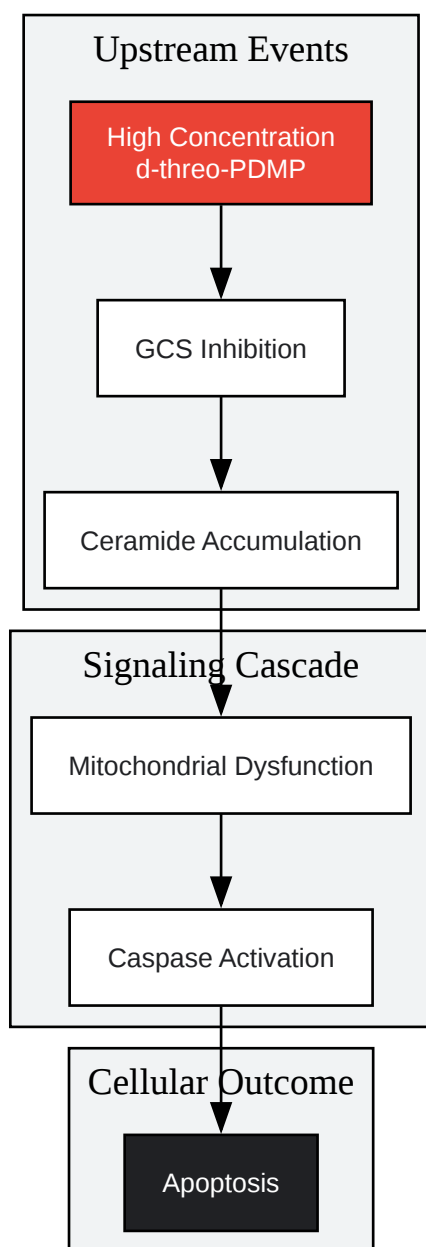 Upstream Events
High Concentration
d-threo-PDMP
GCS Inhibition
Ceramide Accumulation
Signaling Cascade
Mitochondrial Dysfunction
Caspase Activation
Cellular Outcome
Apoptosis